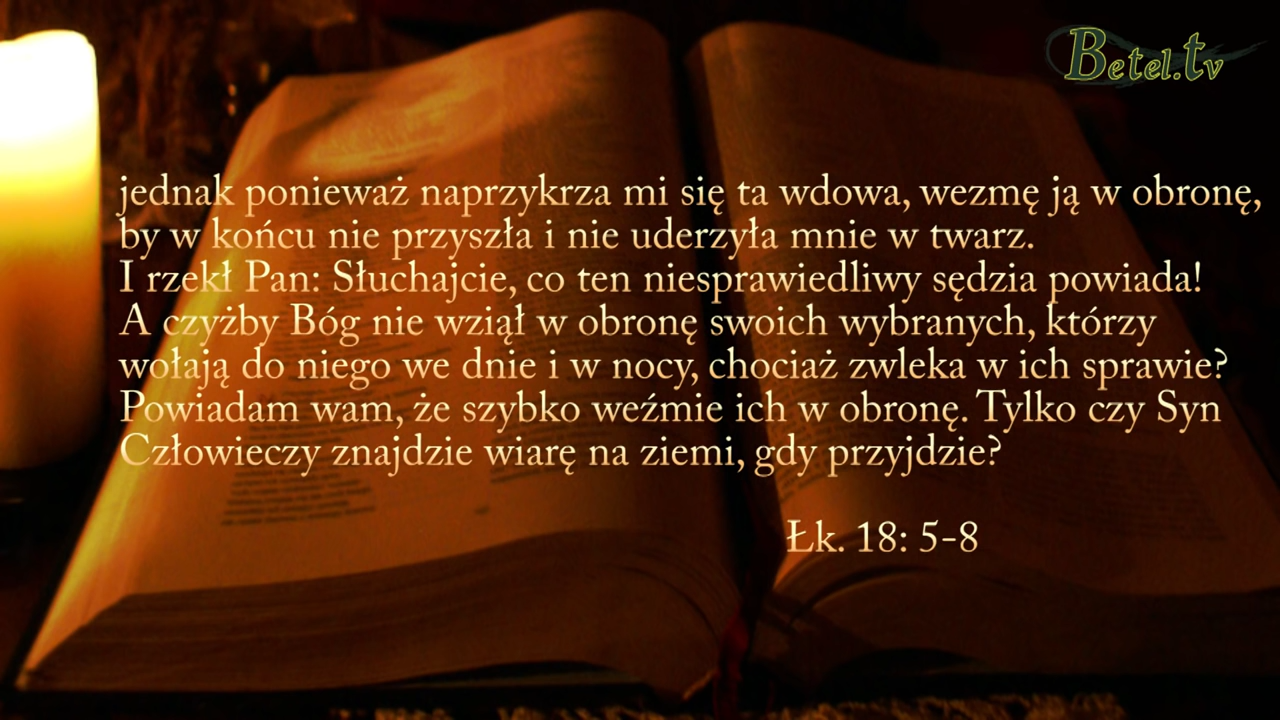 Betel.tv
jednak ponieważ naprzykrza mi się ta wdowa, wezmę ją w obronę,
by w końcu nie przyszła i nie uderzyła mnie w twarz.
I rzekł Pan: Słuchajcie, co ten niesprawiedliwy sędzia powiada!
A czyżby Bóg nie wziął w obronę swoich wybranych, którzy
wołają do niego we dnie i w nocy, chociaż zwleka w ich sprawie?
Powiadam wam, że szybko weźmie ich w obronę. Tylko czy Syn
Człowieczy znajdzie wiarę na ziemi, gdy przyjdzie?
Łk. 18: 5-8